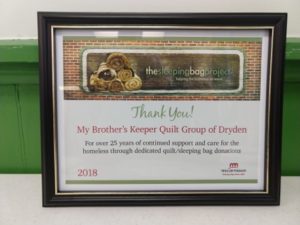 thesleepingbagproject
Thank You!
My Brother's Keeper Quilt Group of Dryden
For over 25 years of continued support and care for the
homeless through dedicated quilt/sleeping bag donations
2018